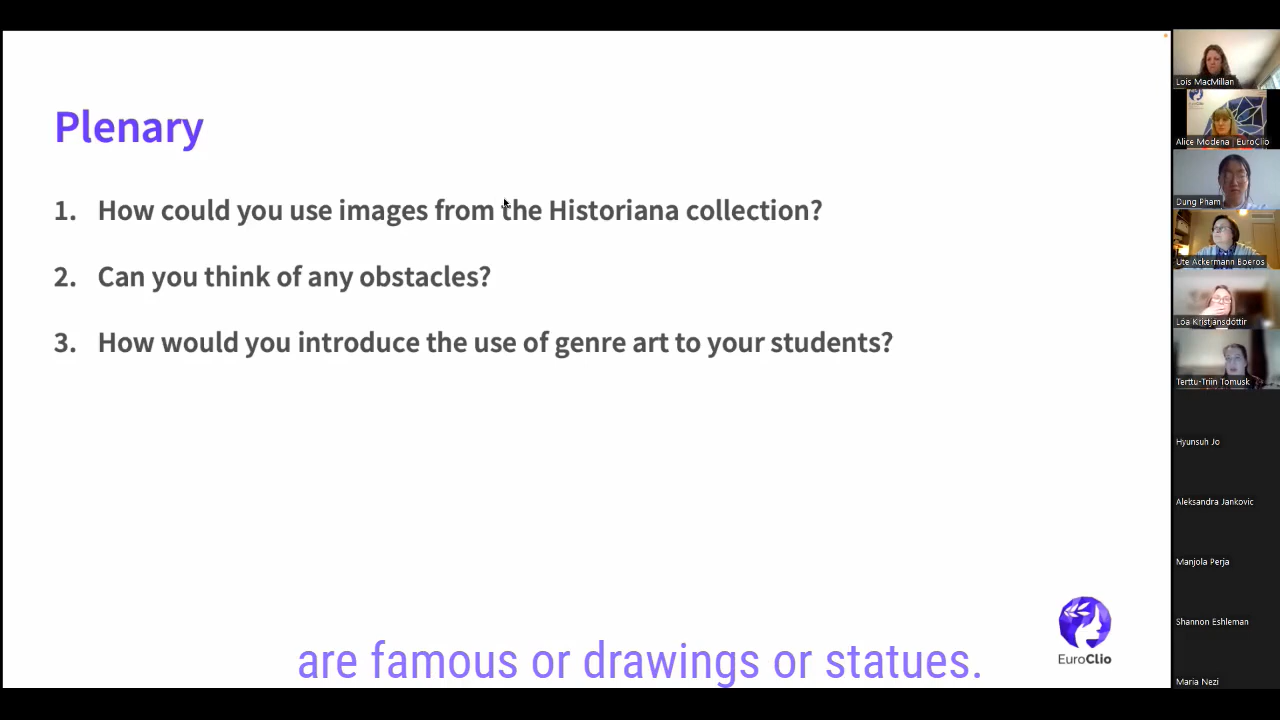 Plenary
1. How could you use images from the Historiana collection?
2. Can you think of any obstacles?
3. How would you introduce the use of genre art to your students?
are famous or drawings or statues.
EuroClio
Lois MacMillan
Alice Modena | EuroClio
Dung Pham
Ute Ackermann Boeros
Lóa Kristjansdóttir
Terttu-Triin Tomusk
Hyunsuh Jo
Aleksandra Jankovic
Manjola Perja
Shannon Eshleman
Maria Nezi